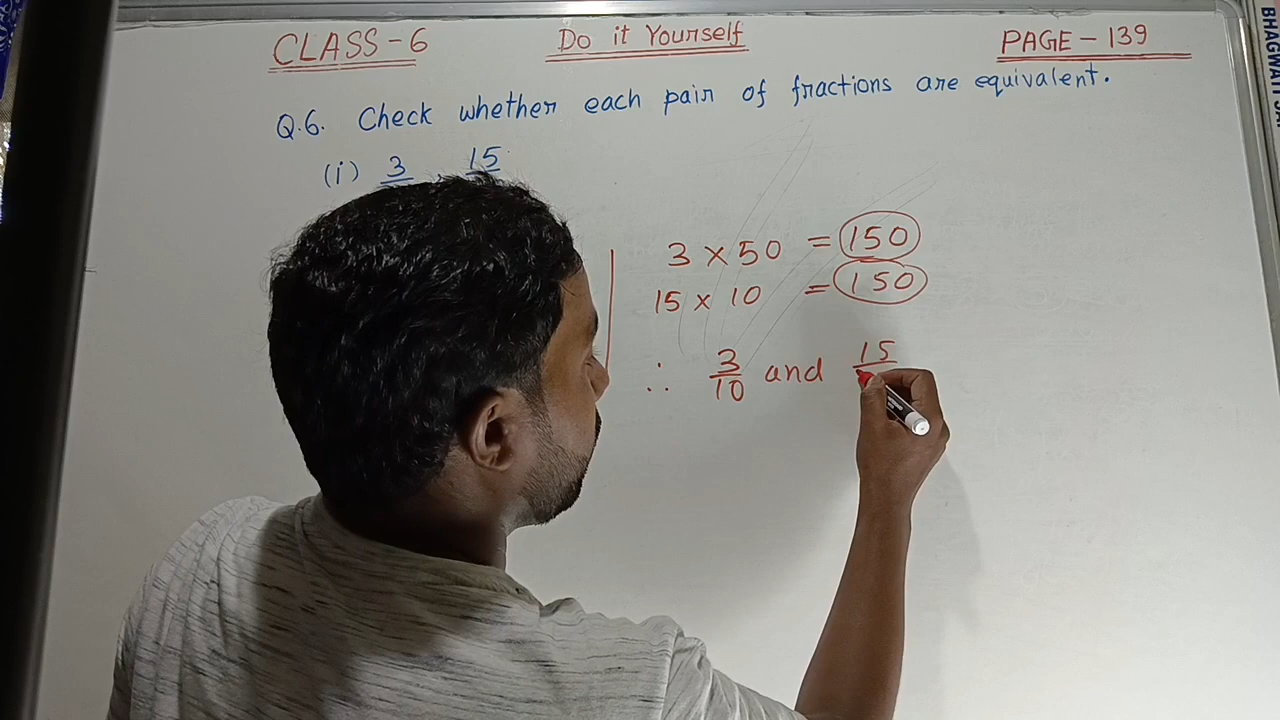 CLASS-6 Do it Yourself PAGE-139
Q.6. Check whether each pair of fractions are equivalent.
(i) 3 , 15
3 × 50 = 150
15 × 10 = 150
∴ 3/10 and 15/
BHAGWATI